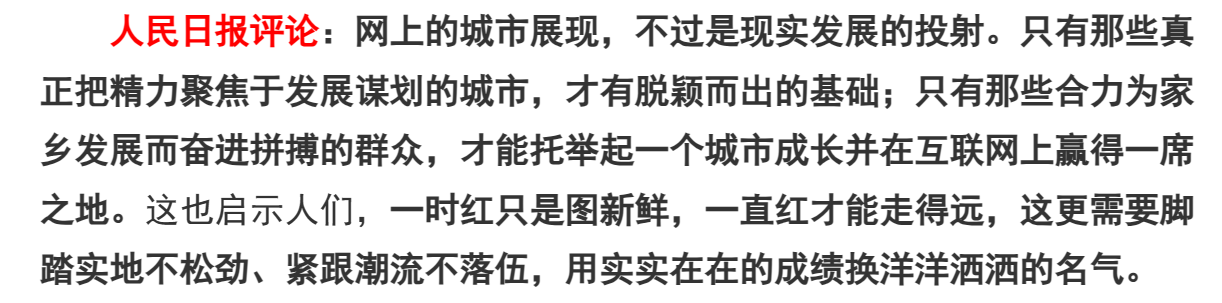 人民日报评论：网上的城市展现，不过是现实发展的投射。只有那些真
正把精力聚焦于发展谋划的城市，才有脱颖而出的基础；只有那些合力为家
乡发展而奋进拼搏的群众，才能托举起一个城市成长并在互联网上赢得一席
之地。这也启示人们，一时红只是图新鲜，一直红才能走得远，这更需要脚
踏实地不松劲、紧跟潮流不落伍，用实实在在的成绩换洋洋洒洒的名气。